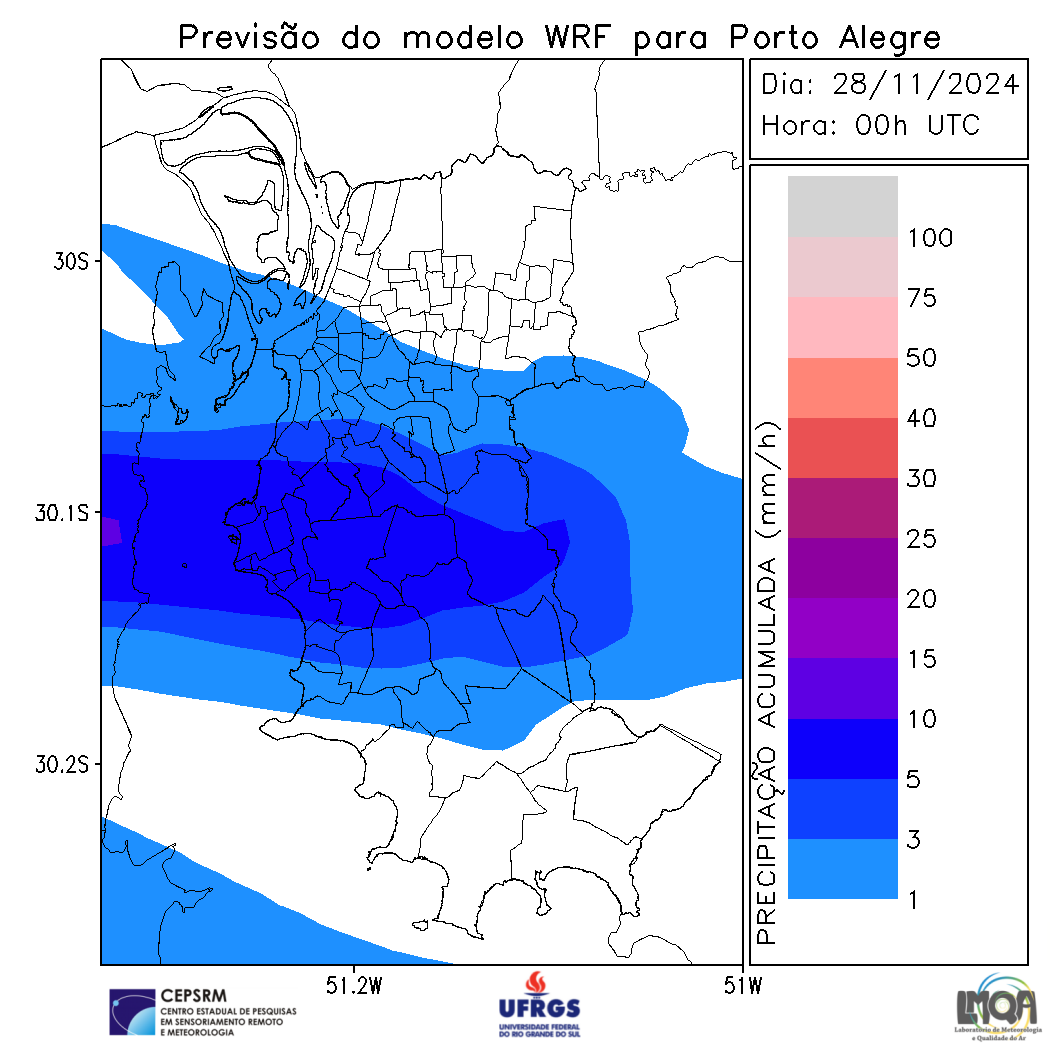 Previsão do modelo WRF para Porto Alegre
Dia: 28/11/2024
Hora: 00h UTC
100
75
50
40
30
25
20
15
10
5
3
1
PRECIPITAÇÃO ACUMULADA (mm/h)
30S
30.1S
30.2S
51.2W
51W
CEPSRM
CENTRO ESTADUAL DE PESQUISAS
EM SENSORIAMENTO REMOTO
E METEOROLOGIA
UFRGS
UNIVERSIDADE FEDERAL
DO RIO GRANDE DO SUL
LMQA
Laboratório de Meteorologia
e Qualidade do Ar